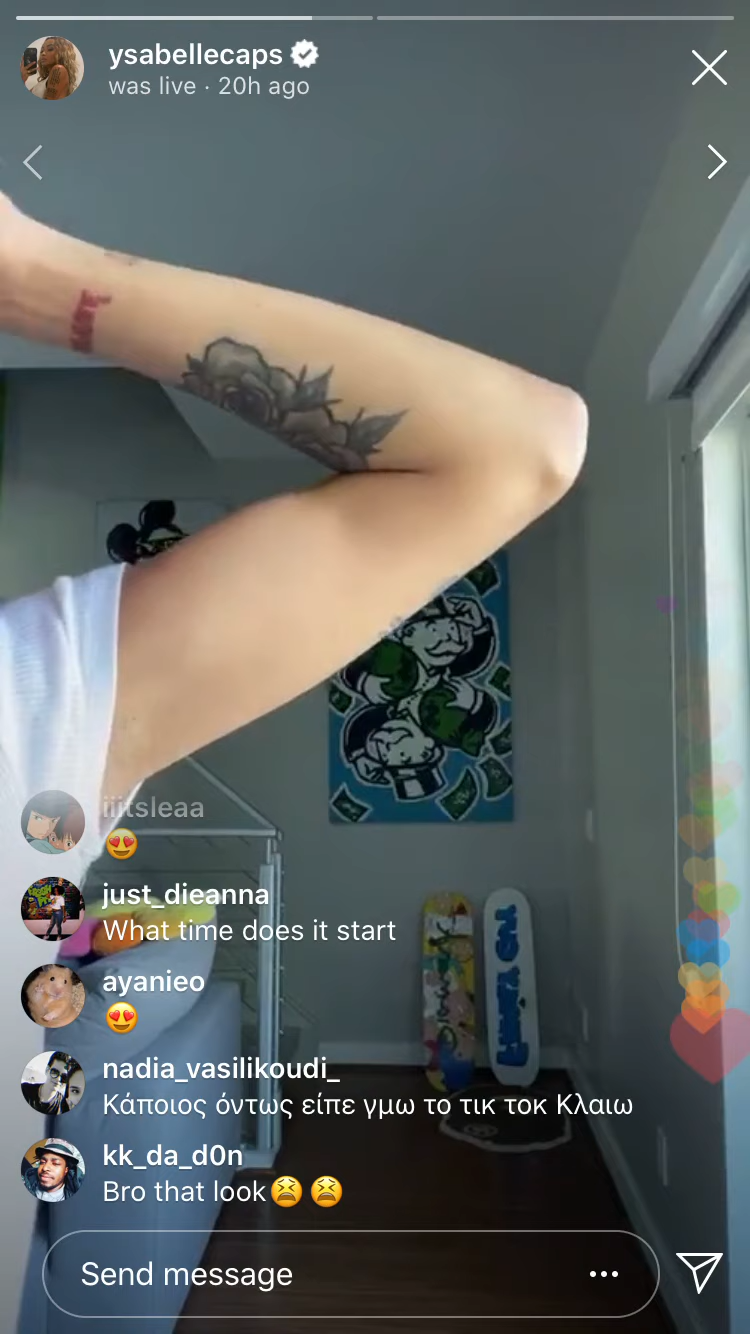 ysabellecaps
was live · 20h ago
iiitsleaa
😍
just_dieanna
What time does it start
ayanieo
😍
nadia_vasilikoudi_
Κάποιος όντως είπε γμω το τικ τοκ Κλαιω
kk_da_d0n
Bro that look😫 😫
Send message